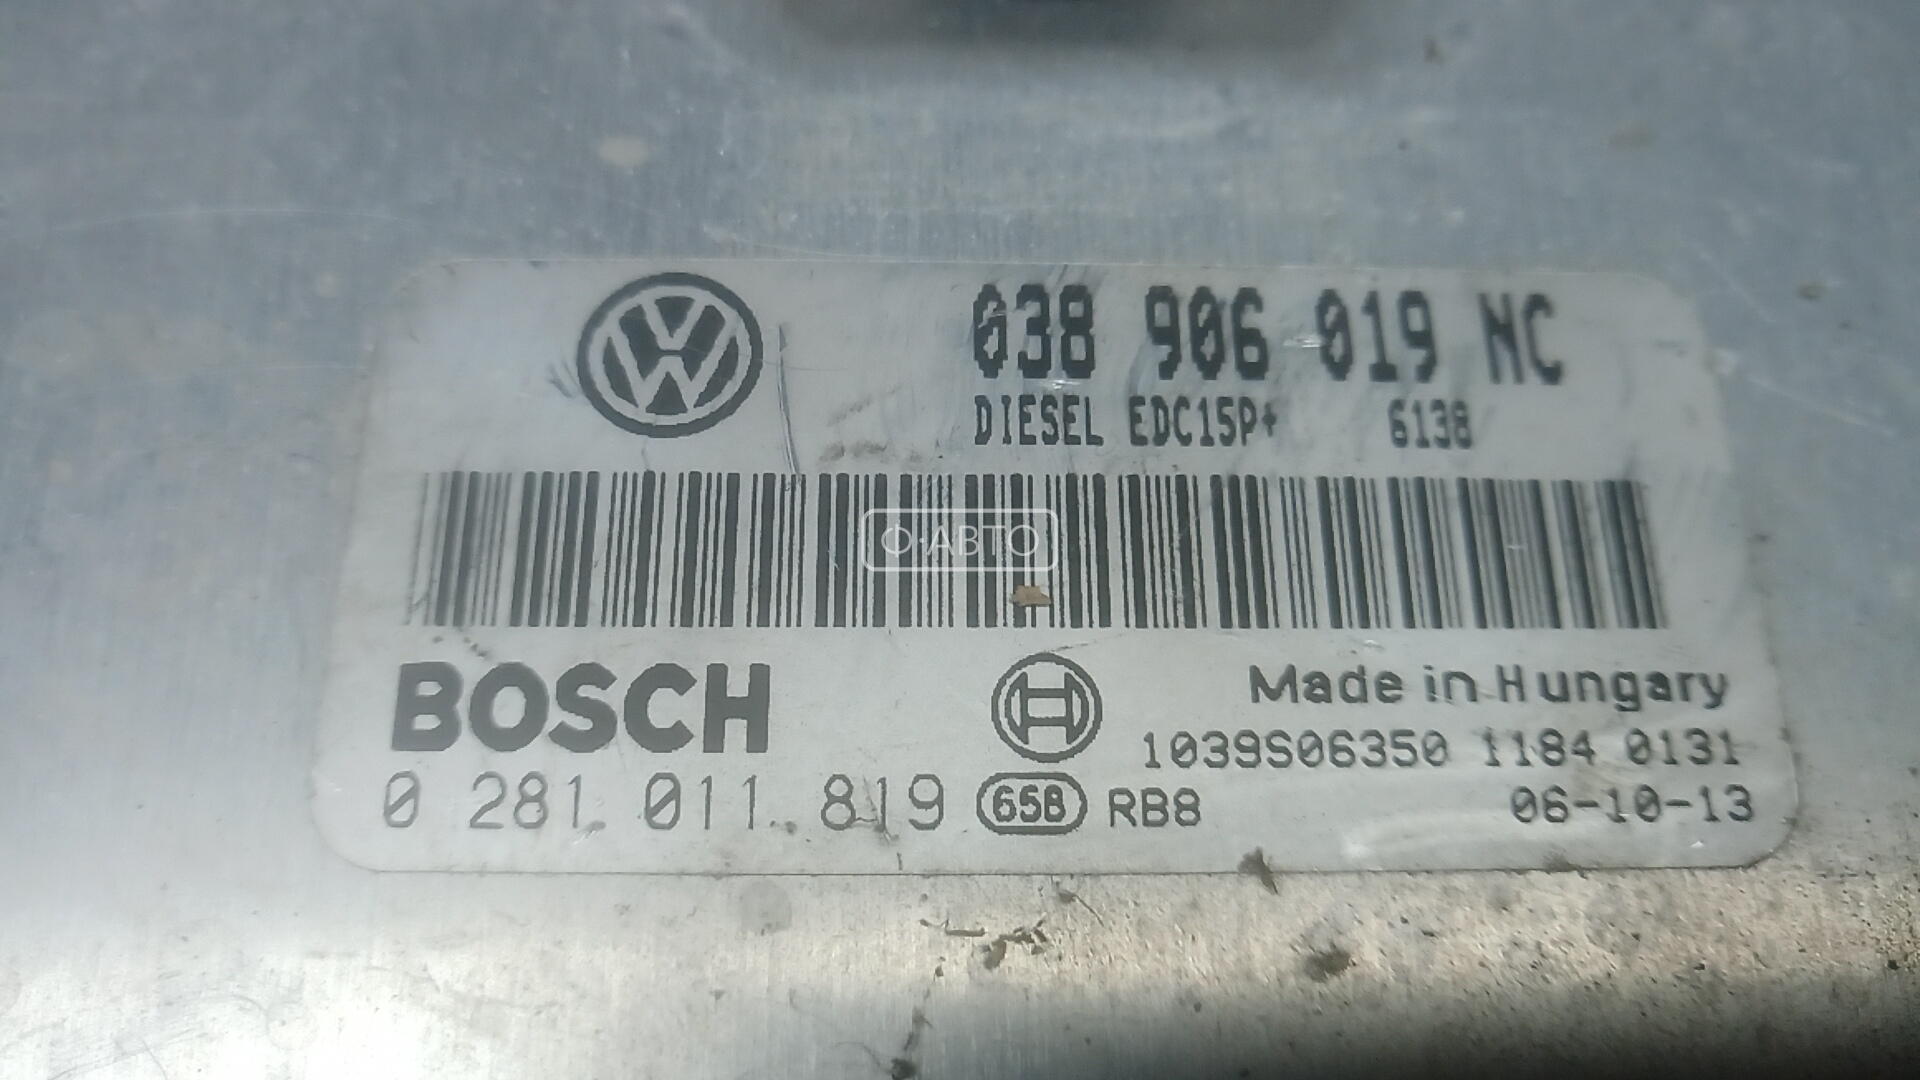 038 906 019 NC
DIESEL EDC15P+ 6138
Ф·АВТО
BOSCH
Made in Hungary
1039S06350 1184 0131
0 281 011 819 65B RB8 06-10-13